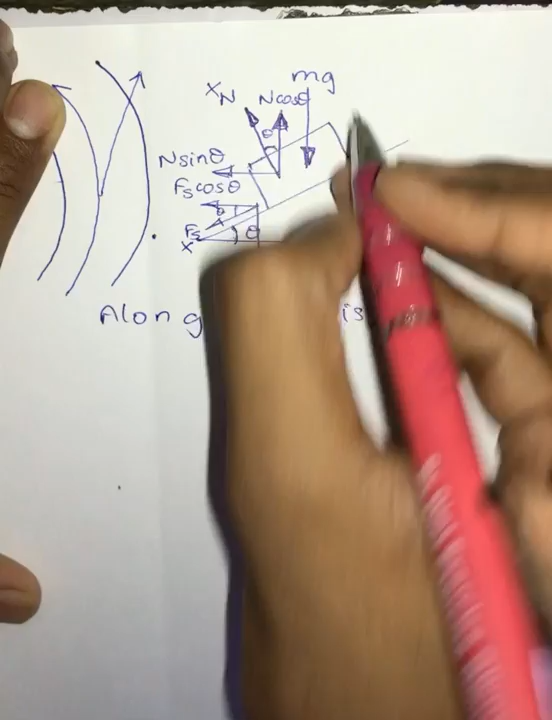 mg
N Ncosθ
θ
Nsinθ
Fscosθ
θ
Fs θ
Along is